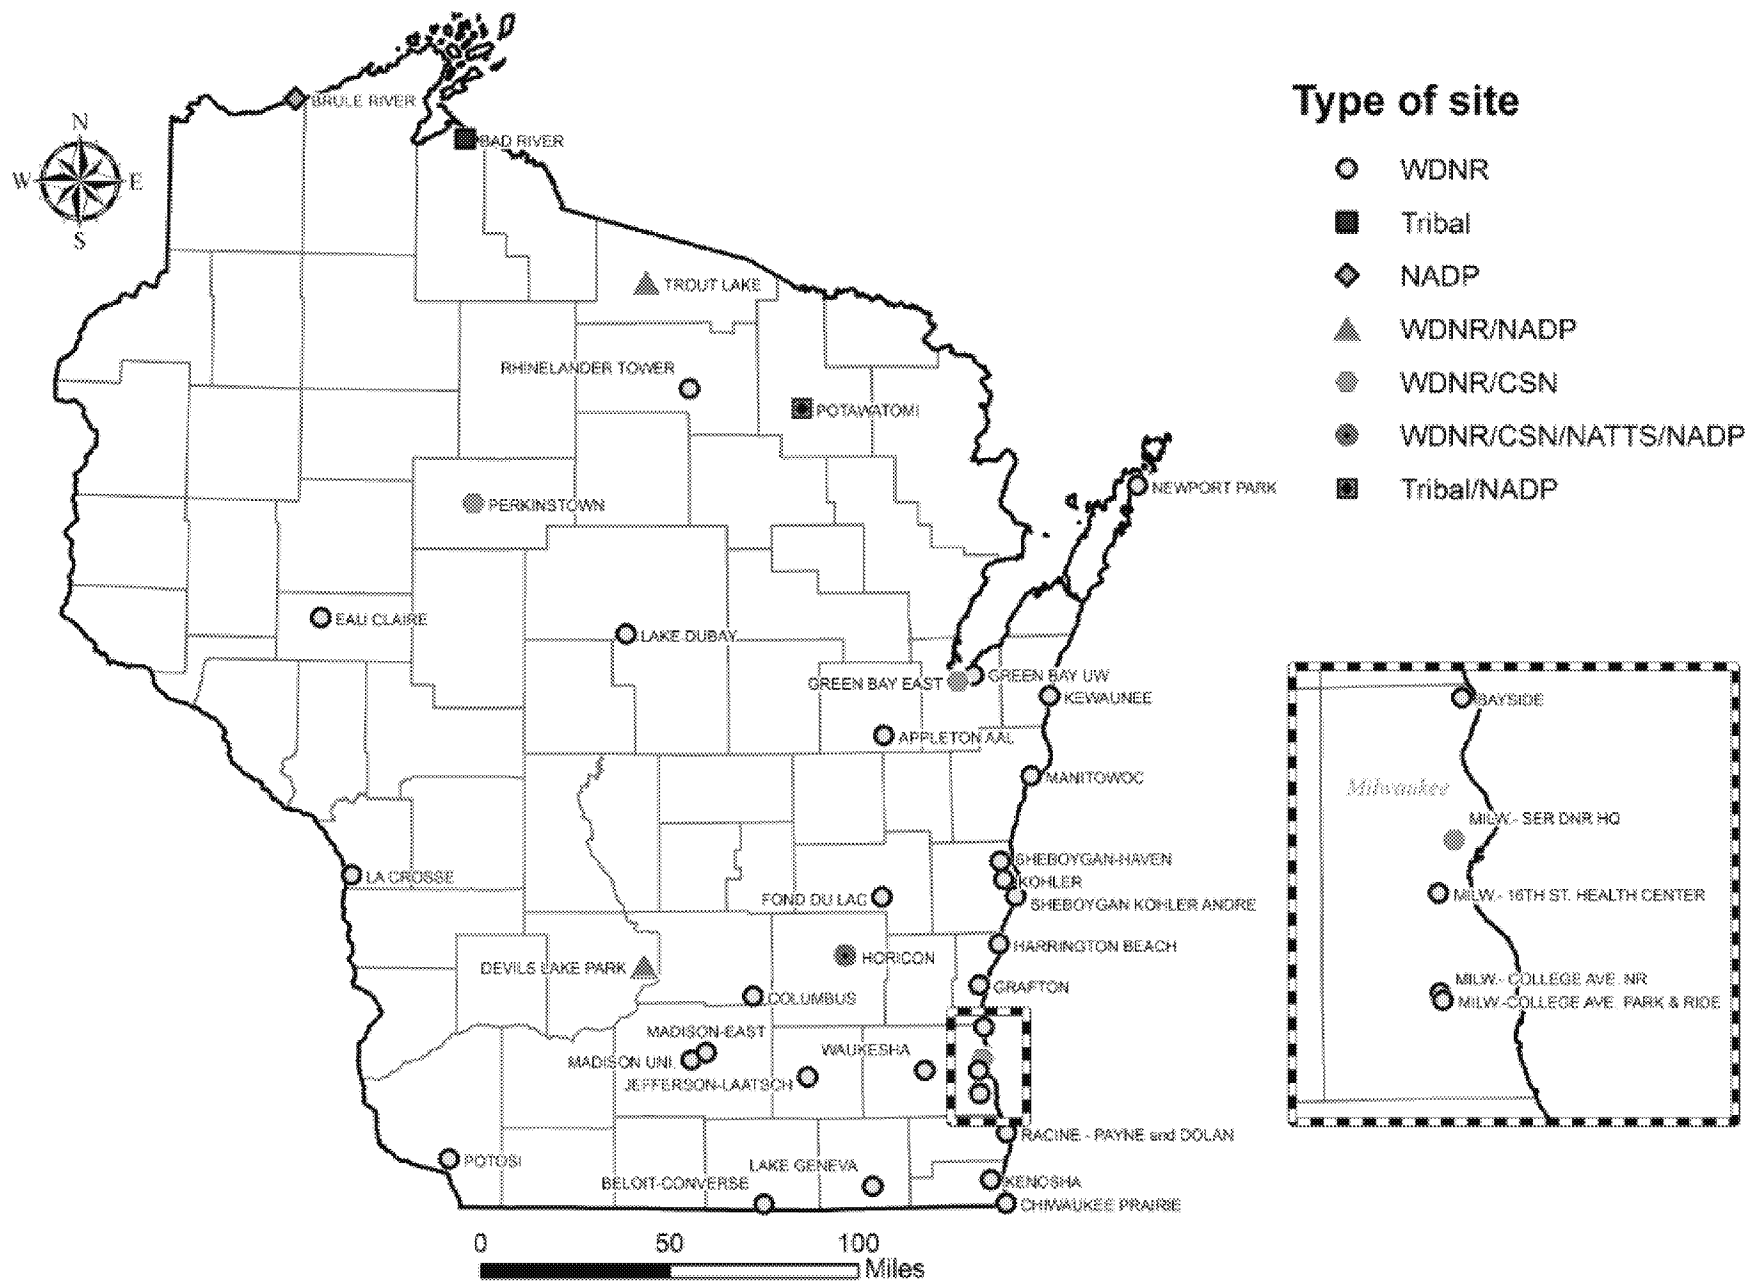 Type of site
WDNR
Tribal
NADP
WDNR/NADP
WDNR/CSN
WDNR/CSN/NATTS/NADP
Tribal/NADP
N
W
E
S
BRULE RIVER
BAD RIVER
TROUT LAKE
RHINELANDER TOWER
POTAWATOMI
NEWPORT PARK
PERKINSTOWN
EAU CLAIRE
LAKE DUBAY
GREEN BAY UW
GREEN BAY EAST
KEWAUNEE
APPLETON AAL
MANITOWOC
SHEBOYGAN-HAVEN
LA CROSSE
KOHLER
FOND DU LAC
SHEBOYGAN KOHLER ANDRE
HARRINGTON BEACH
HORICON
DEVILS LAKE PARK
GRAFTON
COLUMBUS
MADISON-EAST
WAUKESHA
MADISON UNI.
JEFFERSON-LAATSCH
RACINE - PAYNE and DOLAN
POTOSI
LAKE GENEVA
BELOIT-CONVERSE
KENOSHA
CHIWAUKEE PRAIRIE
BAYSIDE
Milwaukee
MILW.- SER DNR HQ
MILW.- 16TH ST. HEALTH CENTER
MILW.- COLLEGE AVE. NR
MILW.-COLLEGE AVE. PARK & RIDE
0 50 100
Miles